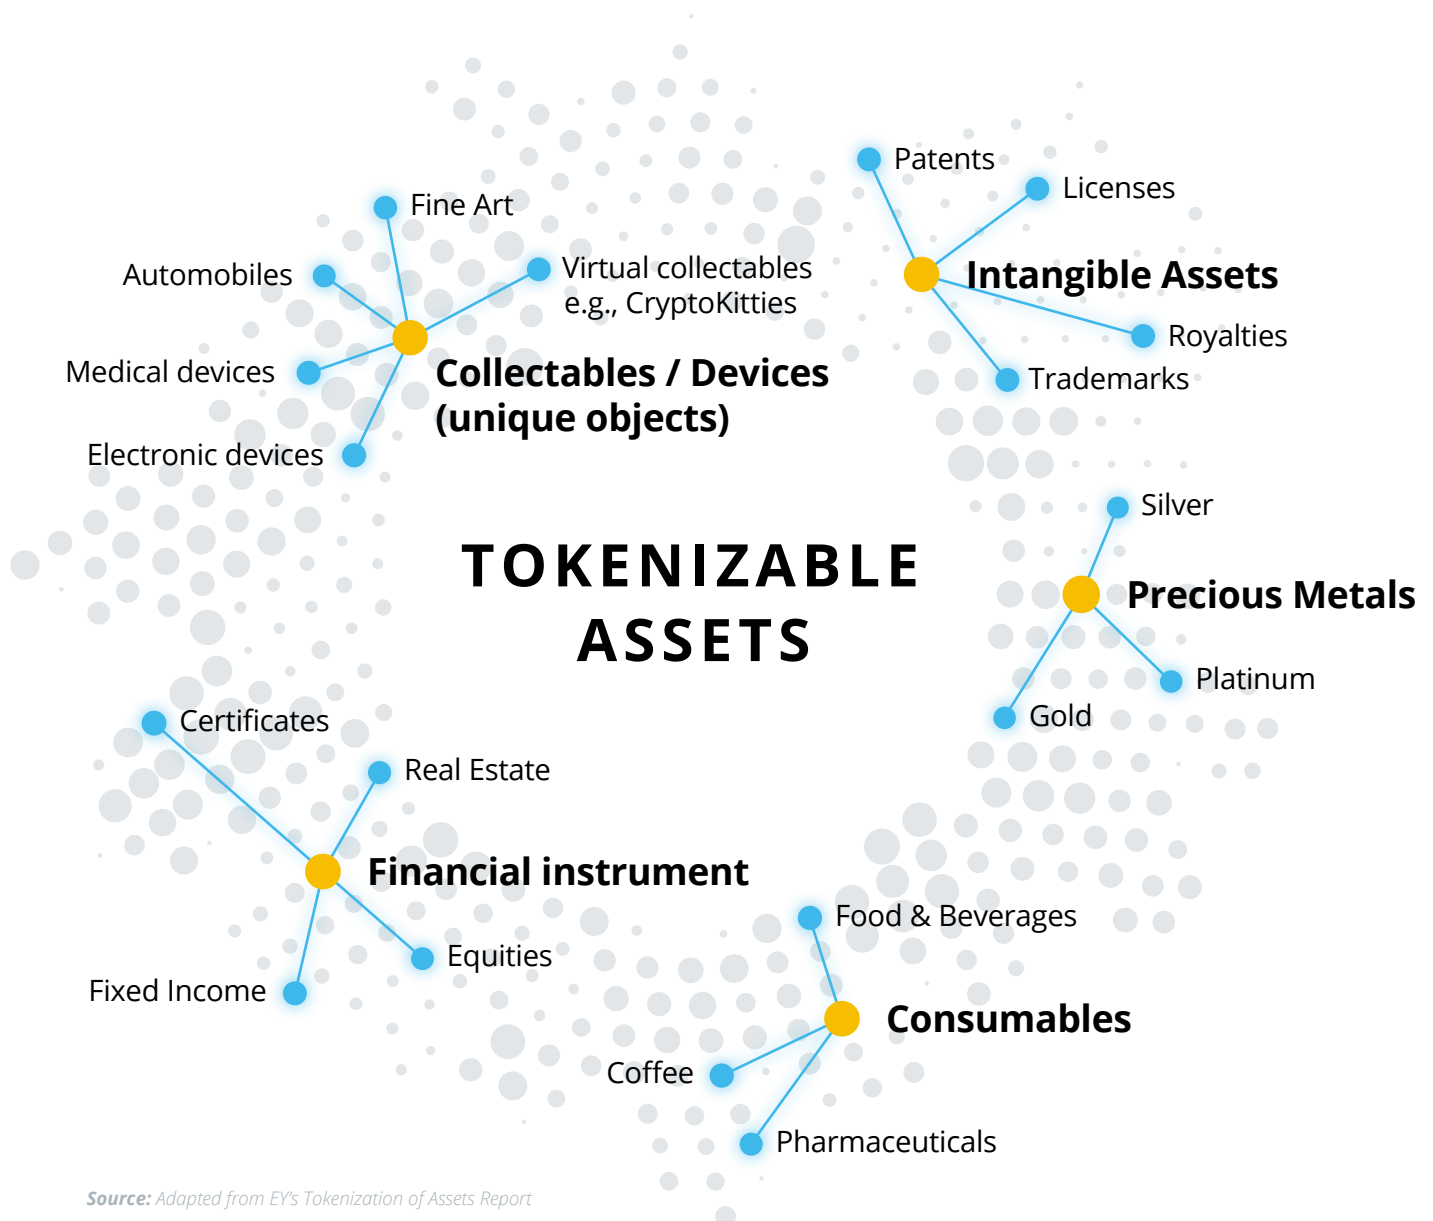 Patents
Licenses
Intangible Assets
Royalties
Trademarks
Fine Art
Automobiles
Virtual collectables
e.g., CryptoKitties
Medical devices
Collectables / Devices
(unique objects)
Electronic devices
TOKENIZABLE
ASSETS
Silver
Precious Metals
Platinum
Gold
Certificates
Real Estate
Financial instrument
Equities
Fixed Income
Food & Beverages
Consumables
Coffee
Pharmaceuticals
Source: Adapted from EY's Tokenization of Assets Report